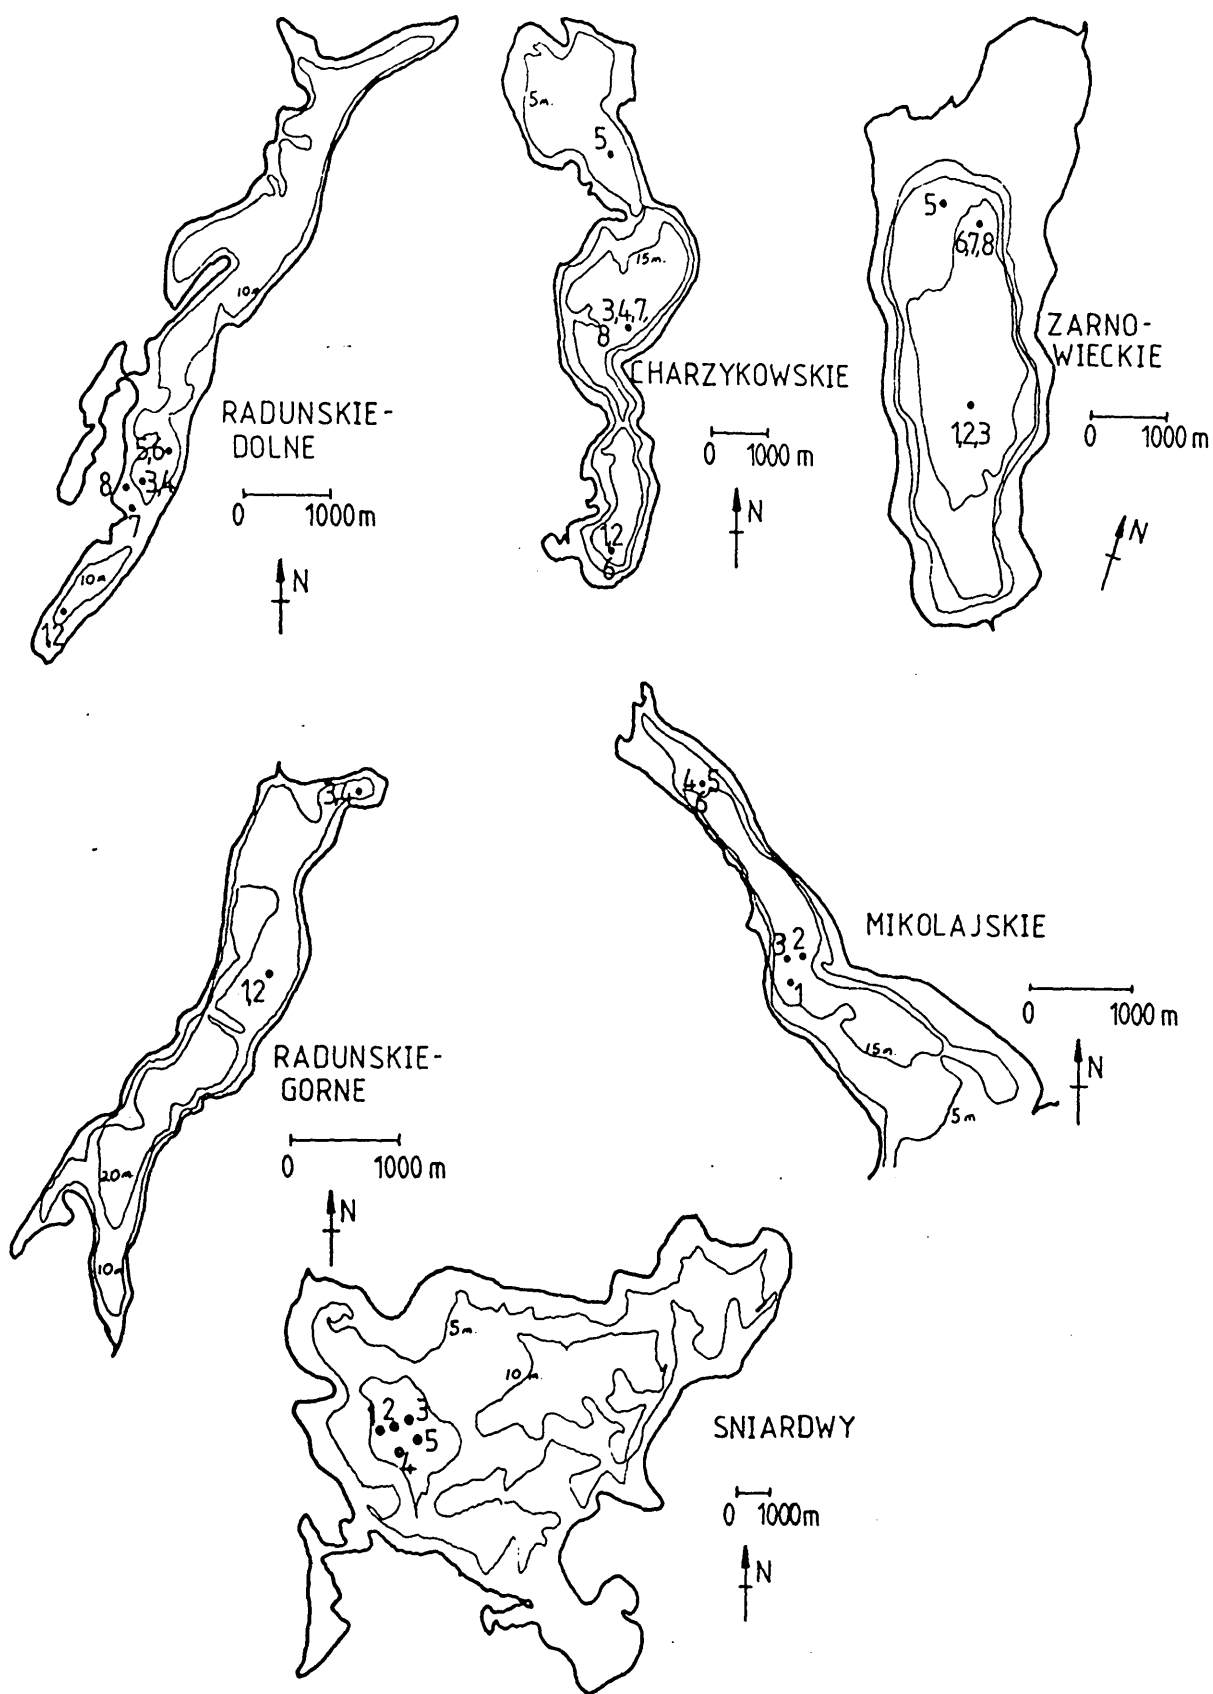 5m.
5
15m.
3,4,7,
8
CHARZYKOWSKIE
0 1000 m
N
1,2
6
5
6,7,8
ZARNO-
WIECKIE
1,2,3
0 1000 m
N
10m
RADUNSKIE-
DOLNE
5,6
8
3,4
7
0 1000m
N
10m
1,2
3,4
1,2
RADUNSKIE-
GORNE
0 1000 m
N
20m
10m
4 5
6
MIKOLAJSKIE
3 2
1
0 1000 m
N
15m.
5m
5m.
10m.
2 3
5
4
SNIARDWY
0 1000m
N